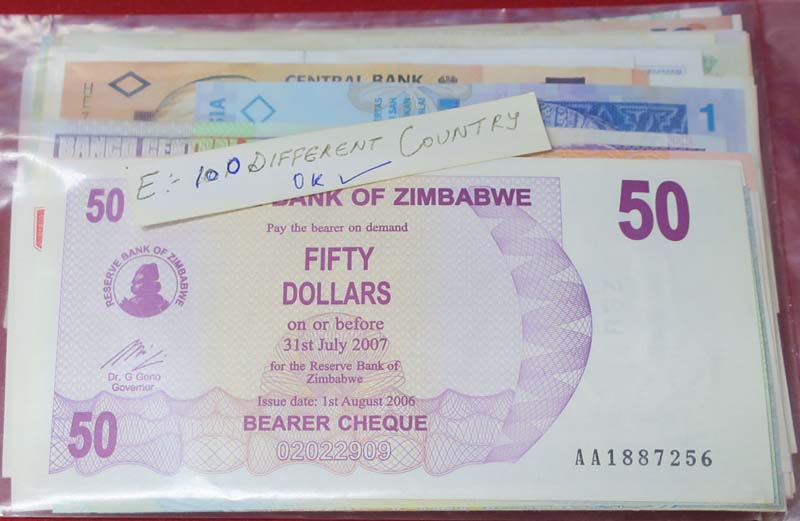 CENTRAL BANK
1
BANCO CENTRAL
E:- 100 DIFFERENT COUNTRY
OK ✓
50
BANK OF ZIMBABWE
50
Pay the bearer on demand
FIFTY
DOLLARS
RESERVE BANK OF ZIMBABWE
on or before
31st July 2007
for the Reserve Bank of
Zimbabwe
Dr. G Gono
Governor
Issue date: 1st August 2006
50
BEARER CHEQUE
02022909
AA1887256